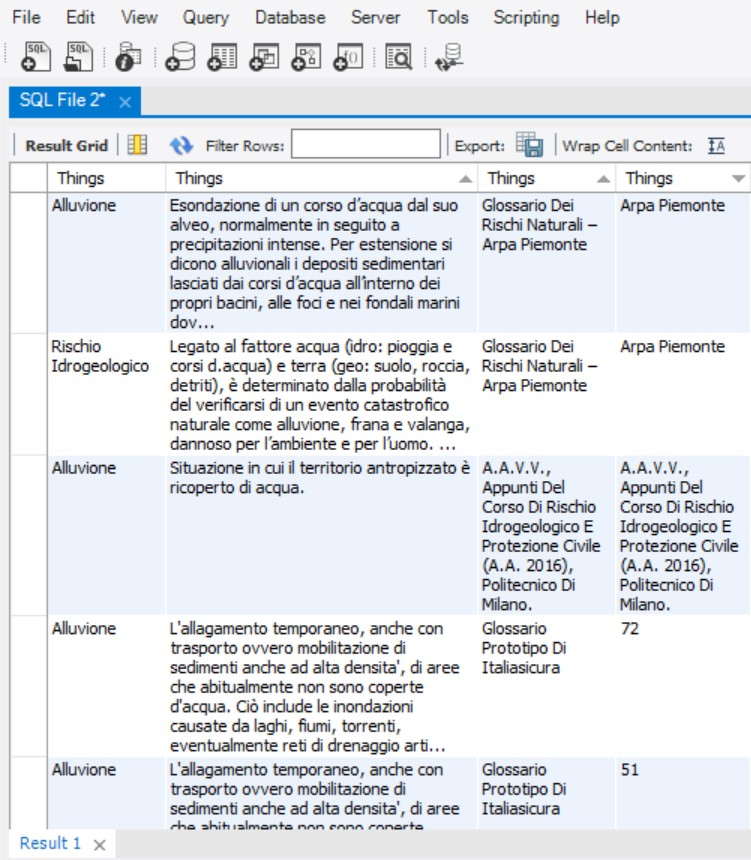 File Edit View Query Database Server Tools Scripting Help
SQL SQL
SQL File 2* ×
Result Grid Filter Rows: Export: Wrap Cell Content: IA
Things Things Things Things
Alluvione
Esondazione di un corso d’acqua dal suo
alveo, normalmente in seguito a
precipitazioni intense. Per estensione si
dicono alluvionali i depositi sedimentari
lasciati dai corsi d’acqua all’interno dei
propri bacini, alle foci e nei fondali marini
dov...
Glossario Dei
Rischi Naturali –
Arpa Piemonte
Arpa Piemonte
Rischio
Idrogeologico
Legato al fattore acqua (idro: pioggia e
corsi d.acqua) e terra (geo: suolo, roccia,
detriti), è determinato dalla probabilità
del verificarsi di un evento catastrofico
naturale come alluvione, frana e valanga,
dannoso per l’ambiente e per l’uomo. ...
Glossario Dei
Rischi Naturali –
Arpa Piemonte
Arpa Piemonte
Alluvione
Situazione in cui il territorio antropizzato è
ricoperto di acqua.
A.A.V.V.,
Appunti Del
Corso Di Rischio
Idrogeologico E
Protezione Civile
(A.A. 2016),
Politecnico Di
Milano.
A.A.V.V.,
Appunti Del
Corso Di Rischio
Idrogeologico E
Protezione Civile
(A.A. 2016),
Politecnico Di
Milano.
Alluvione
L'allagamento temporaneo, anche con
trasporto ovvero mobilitazione di
sedimenti anche ad alta densita', di aree
che abitualmente non sono coperte
d'acqua. Ciò include le inondazioni
causate da laghi, fiumi, torrenti,
eventualmente reti di drenaggio arti...
Glossario
Prototipo Di
Italiasicura
72
Alluvione
L'allagamento temporaneo, anche con
trasporto ovvero mobilitazione di
sedimenti anche ad alta densita', di aree
che abitualmente non sono coperte
Glossario
Prototipo Di
Italiasicura
51
Result 1 ×